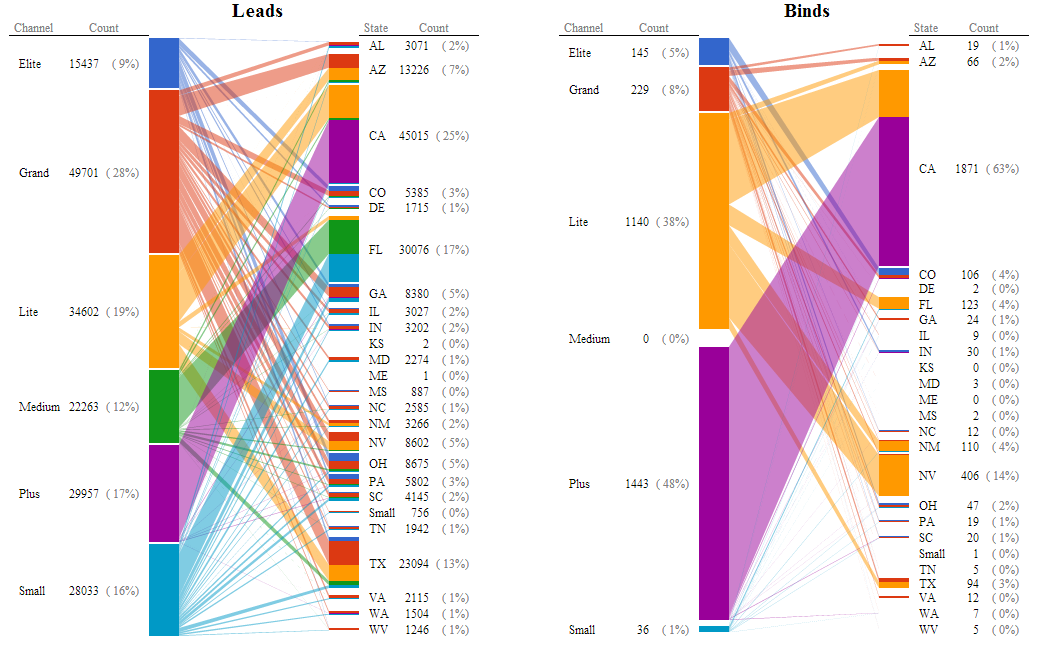 Leads
Channel Count State Count
Elite 15437 ( 9%)
Grand 49701 ( 28%)
Lite 34602 ( 19%)
Medium 22263 ( 12%)
Plus 29957 ( 17%)
Small 28033 ( 16%)
AL 3071 ( 2%)
AZ 13226 ( 7%)
CA 45015 ( 25%)
CO 5385 ( 3%)
DE 1715 ( 1%)
FL 30076 ( 17%)
GA 8380 ( 5%)
IL 3027 ( 2%)
IN 3202 ( 2%)
KS 2 ( 0%)
MD 2274 ( 1%)
ME 1 ( 0%)
MS 887 ( 0%)
NC 2585 ( 1%)
NM 3266 ( 2%)
NV 8602 ( 5%)
OH 8675 ( 5%)
PA 5802 ( 3%)
SC 4145 ( 2%)
Small 756 ( 0%)
TN 1942 ( 1%)
TX 23094 ( 13%)
VA 2115 ( 1%)
WA 1504 ( 1%)
WV 1246 ( 1%)
Binds
Channel Count State Count
Elite 145 ( 5%)
Grand 229 ( 8%)
Lite 1140 ( 38%)
Medium 0 ( 0%)
Plus 1443 ( 48%)
Small 36 ( 1%)
AL 19 ( 1%)
AZ 66 ( 2%)
CA 1871 ( 63%)
CO 106 ( 4%)
DE 2 ( 0%)
FL 123 ( 4%)
GA 24 ( 1%)
IL 9 ( 0%)
IN 30 ( 1%)
KS 0 ( 0%)
MD 3 ( 0%)
ME 0 ( 0%)
MS 2 ( 0%)
NC 12 ( 0%)
NM 110 ( 4%)
NV 406 ( 14%)
OH 47 ( 2%)
PA 19 ( 1%)
SC 20 ( 1%)
Small 1 ( 0%)
TN 5 ( 0%)
TX 94 ( 3%)
VA 12 ( 0%)
WA 7 ( 0%)
WV 5 ( 0%)